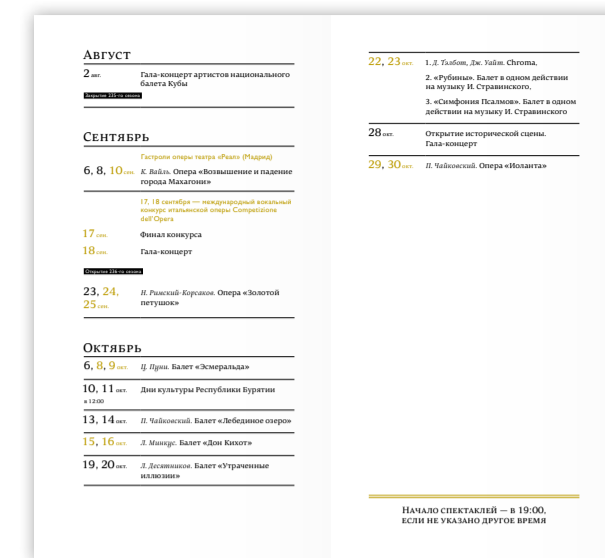 Август
2 авг.
Гала-концерт артистов национального
балета Кубы
Закрытие 235-го сезона
Сентябрь
Гастроли оперы театра «Реал» (Мадрид)
6, 8, 10 сен.
К. Вайль. Опера «Возвышение и падение
города Махагони»
17, 18 сентября — международный вокальный
конкурс итальянской оперы Competizione
dell'Opera
17 сен.
Финал конкурса
18 сен.
Гала-концерт
Открытие 236-го сезона
23, 24,
25 сен.
Н. Римский-Корсаков. Опера «Золотой
петушок»
Октябрь
6, 8, 9 окт.
Ц. Пуни. Балет «Эсмеральда»
10, 11 окт.
в 12:00
Дни культуры Республики Бурятии
13, 14 окт.
П. Чайковский. Балет «Лебединое озеро»
15, 16 окт.
Л. Минкус. Балет «Дон Кихот»
19, 20 окт.
Л. Десятников. Балет «Утраченные
иллюзии»
22, 23 окт.
1. Д. Тэлбот, Дж. Уайт. Chroma,
2. «Рубины». Балет в одном действии
на музыку И. Стравинского,
3. «Симфония Псалмов». Балет в одном
действии на музыку И. Стравинского
28 окт.
Открытие исторической сцены.
Гала-концерт
29, 30 окт.
П. Чайковский. Опера «Иоланта»
Начало спектаклей — в 19:00,
если не указано другое время